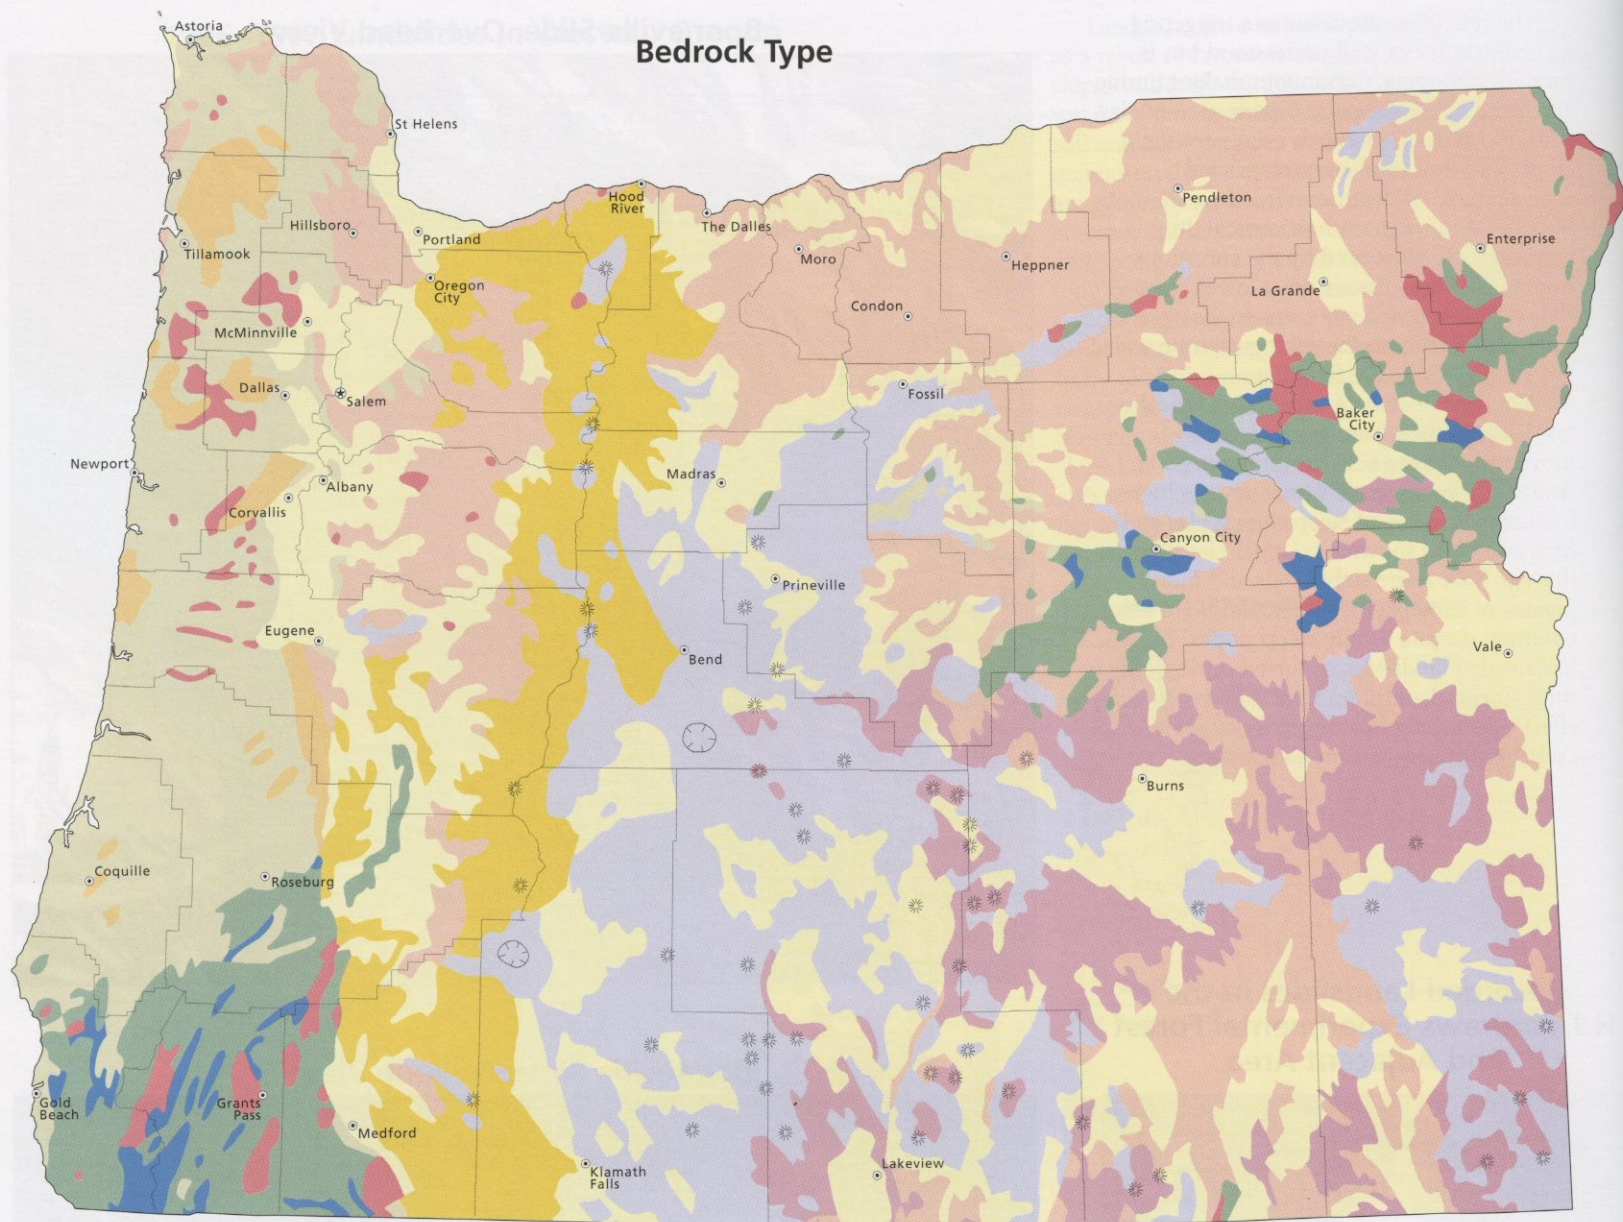 Bedrock Type
Astoria
St Helens
Hood
River
The Dalles
Pendleton
Hillsboro
Portland
Tillamook
Moro
Heppner
Enterprise
Oregon
City
La Grande
Condon
McMinnville
Dallas
Salem
Fossil
Baker
City
Newport
Madras
Albany
Corvallis
Canyon City
Prineville
Eugene
Bend
Vale
Burns
Coquille
Roseburg
Gold
Beach
Grants
Pass
Medford
Klamath
Falls
Lakeview